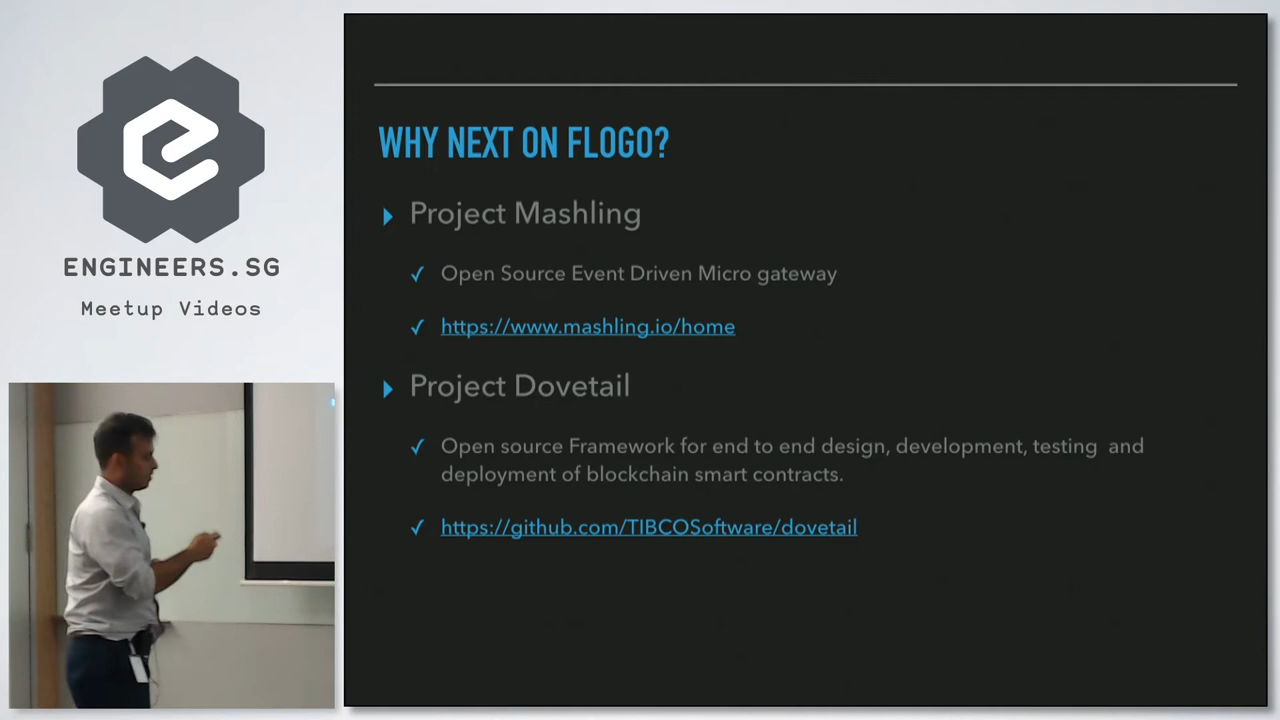 ENGINEERS.SG
Meetup Videos
WHY NEXT ON FLOGO?
Project Mashling
Open Source Event Driven Micro gateway
https://www.mashling.io/home
Project Dovetail
Open source Framework for end to end design, development, testing and
deployment of blockchain smart contracts.
https://github.com/TIBCOSoftware/dovetail